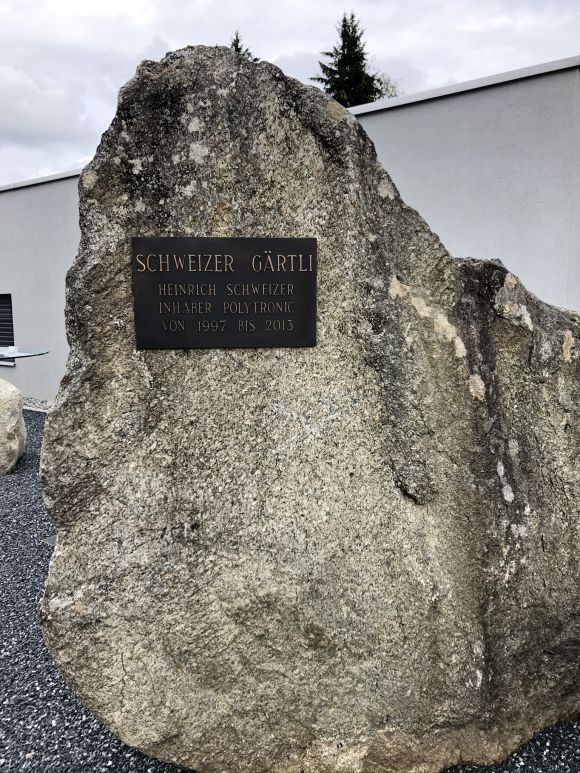 SCHWEIZER GÄRTLI
HEINRICH SCHWEIZER
INHABER POLYTRONIC
VON 1997 BIS 2013